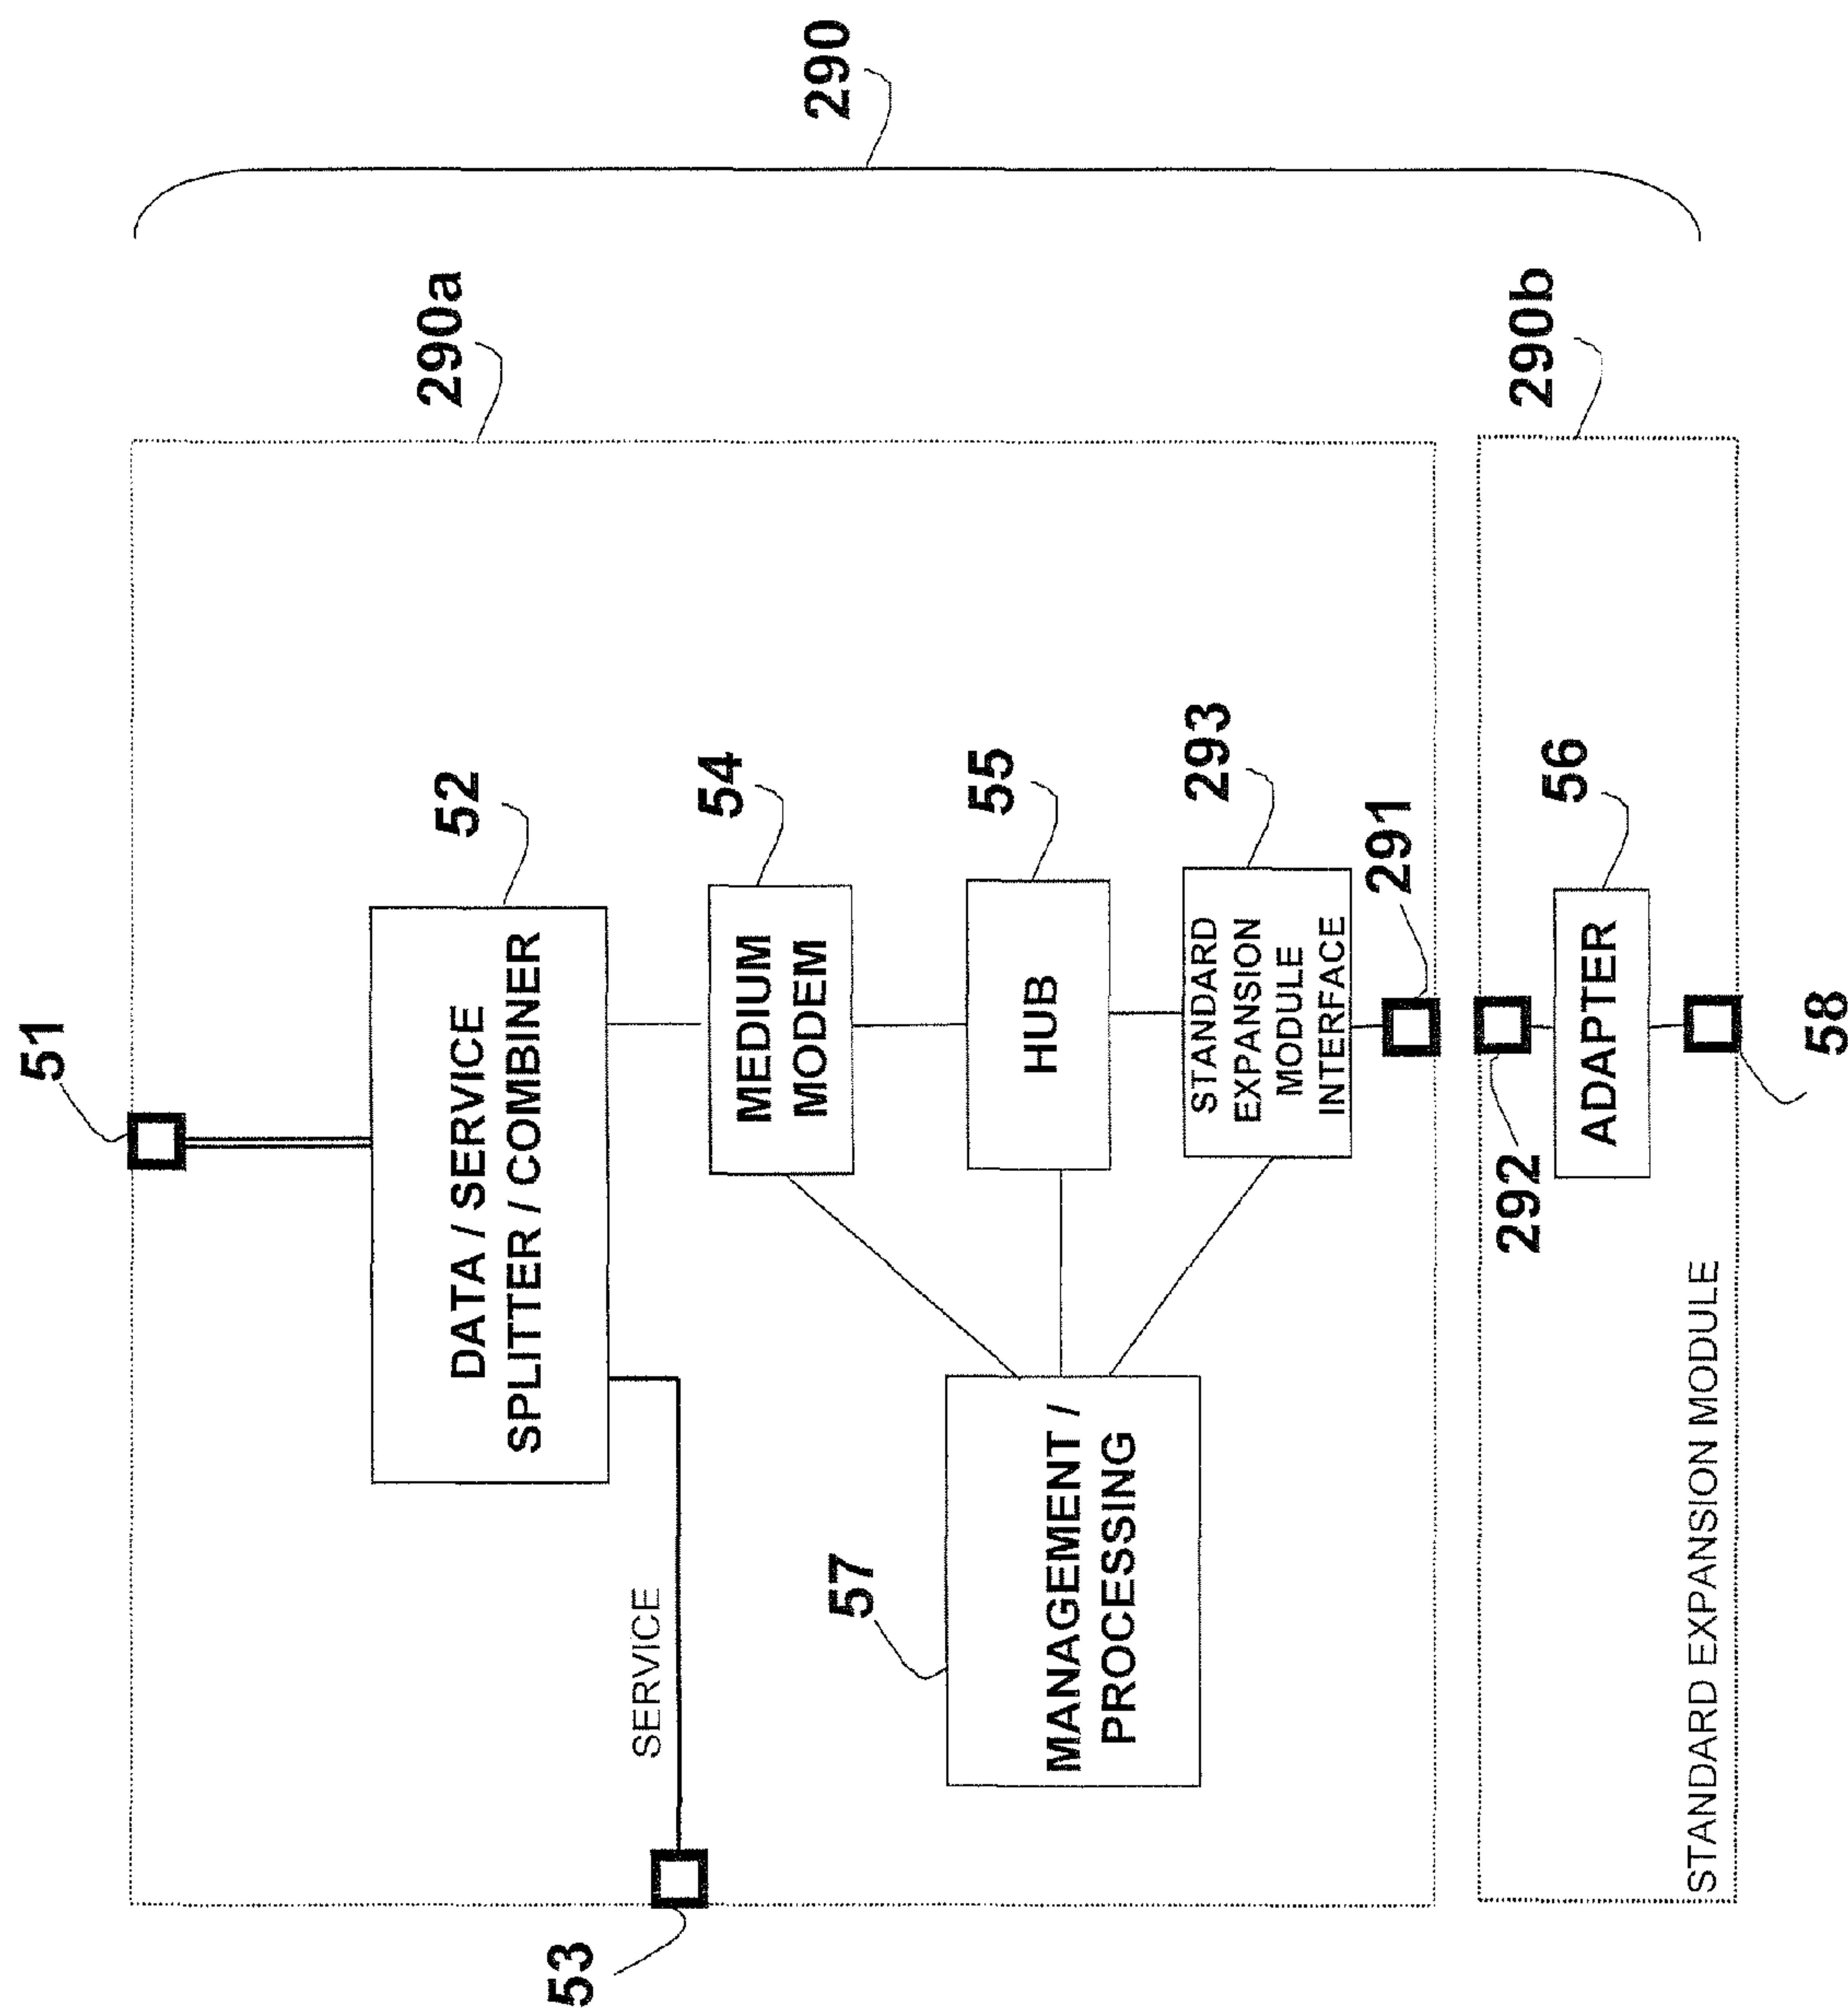 290
290a
290b
51
52
DATA / SERVICE
SPLITTER / COMBINER
54
MEDIUM
MODEM
55
HUB
293
STANDARD
EXPANSION
MODULE
INTERFACE
291
56
ADAPTER
292
58
57
MANAGEMENT /
PROCESSING
SERVICE
53
STANDARD EXPANSION MODULE